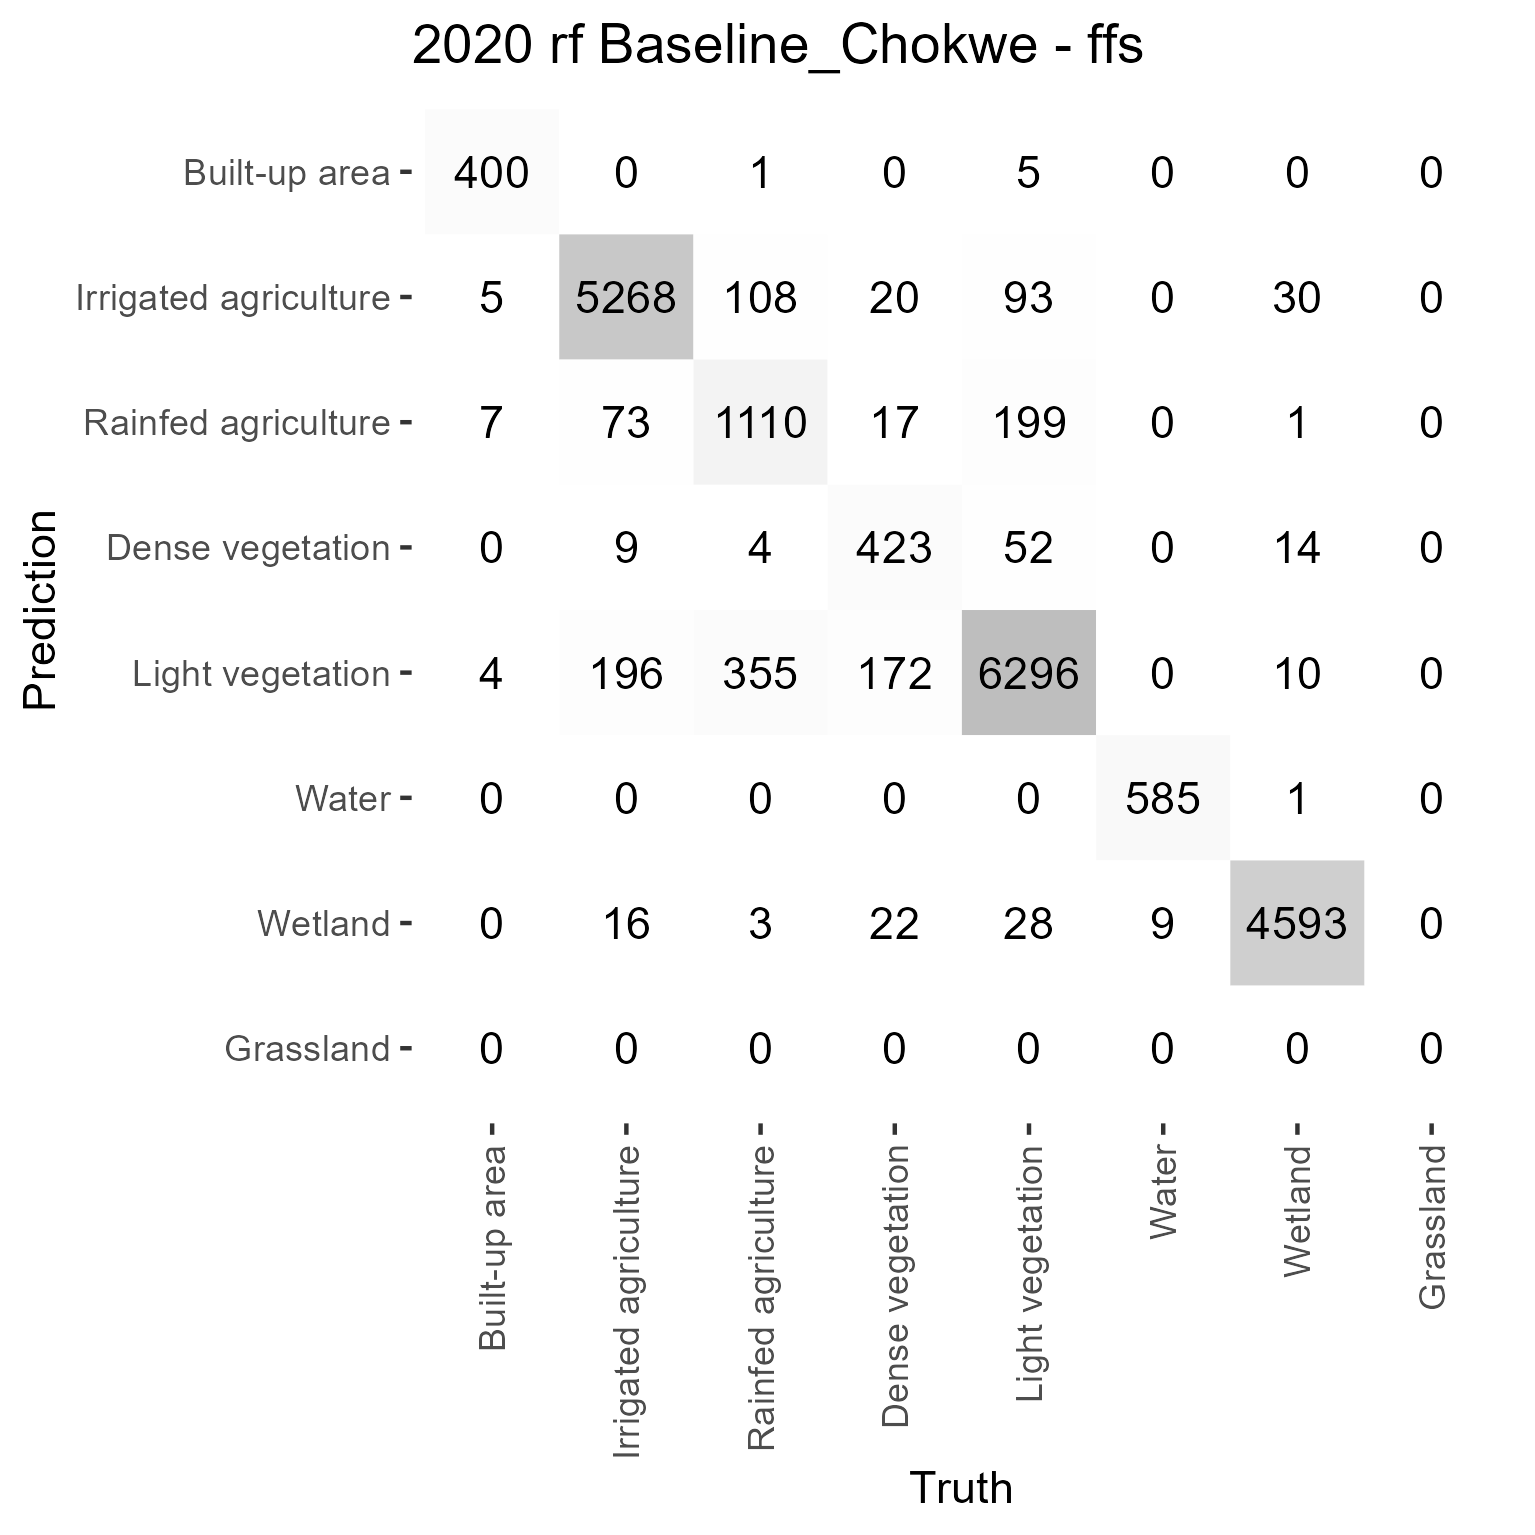 2020 rf Baseline_Chokwe - ffs
Built-up area 400 0 1 0 5 0 0 0
Irrigated agriculture 5 5268 108 20 93 0 30 0
Rainfed agriculture 7 73 1110 17 199 0 1 0
Dense vegetation 0 9 4 423 52 0 14 0
Light vegetation 4 196 355 172 6296 0 10 0
Water 0 0 0 0 0 585 1 0
Wetland 0 16 3 22 28 9 4593 0
Grassland 0 0 0 0 0 0 0 0
Prediction
Built-up area
Irrigated agriculture
Rainfed agriculture
Dense vegetation
Light vegetation
Water
Wetland
Grassland
Truth